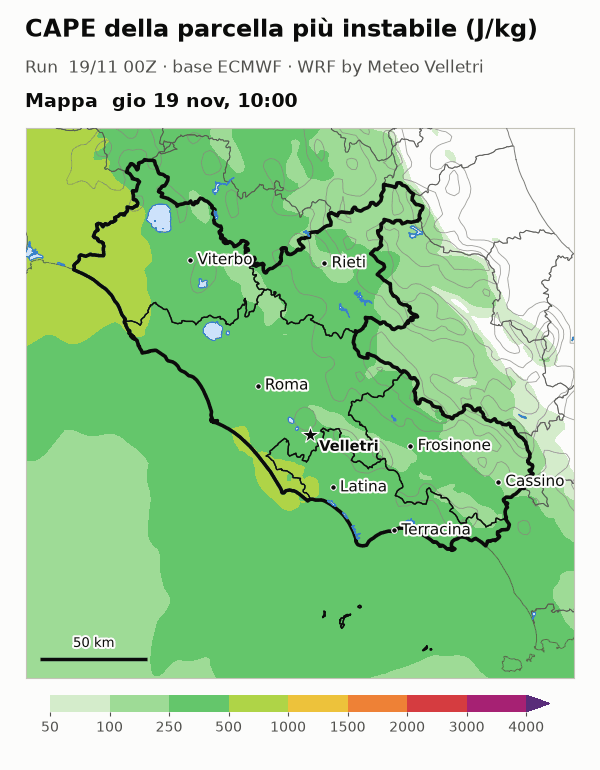 CAPE della parcella più instabile (J/kg)
Run  19/11 00Z · base ECMWF · WRF by Meteo Velletri
Mappa  gio 19 nov, 10:00
Viterbo
Rieti
Roma
Velletri
Frosinone
Latina
Cassino
Terracina
50 km
50 100 250 500 1000 1500 2000 3000 4000